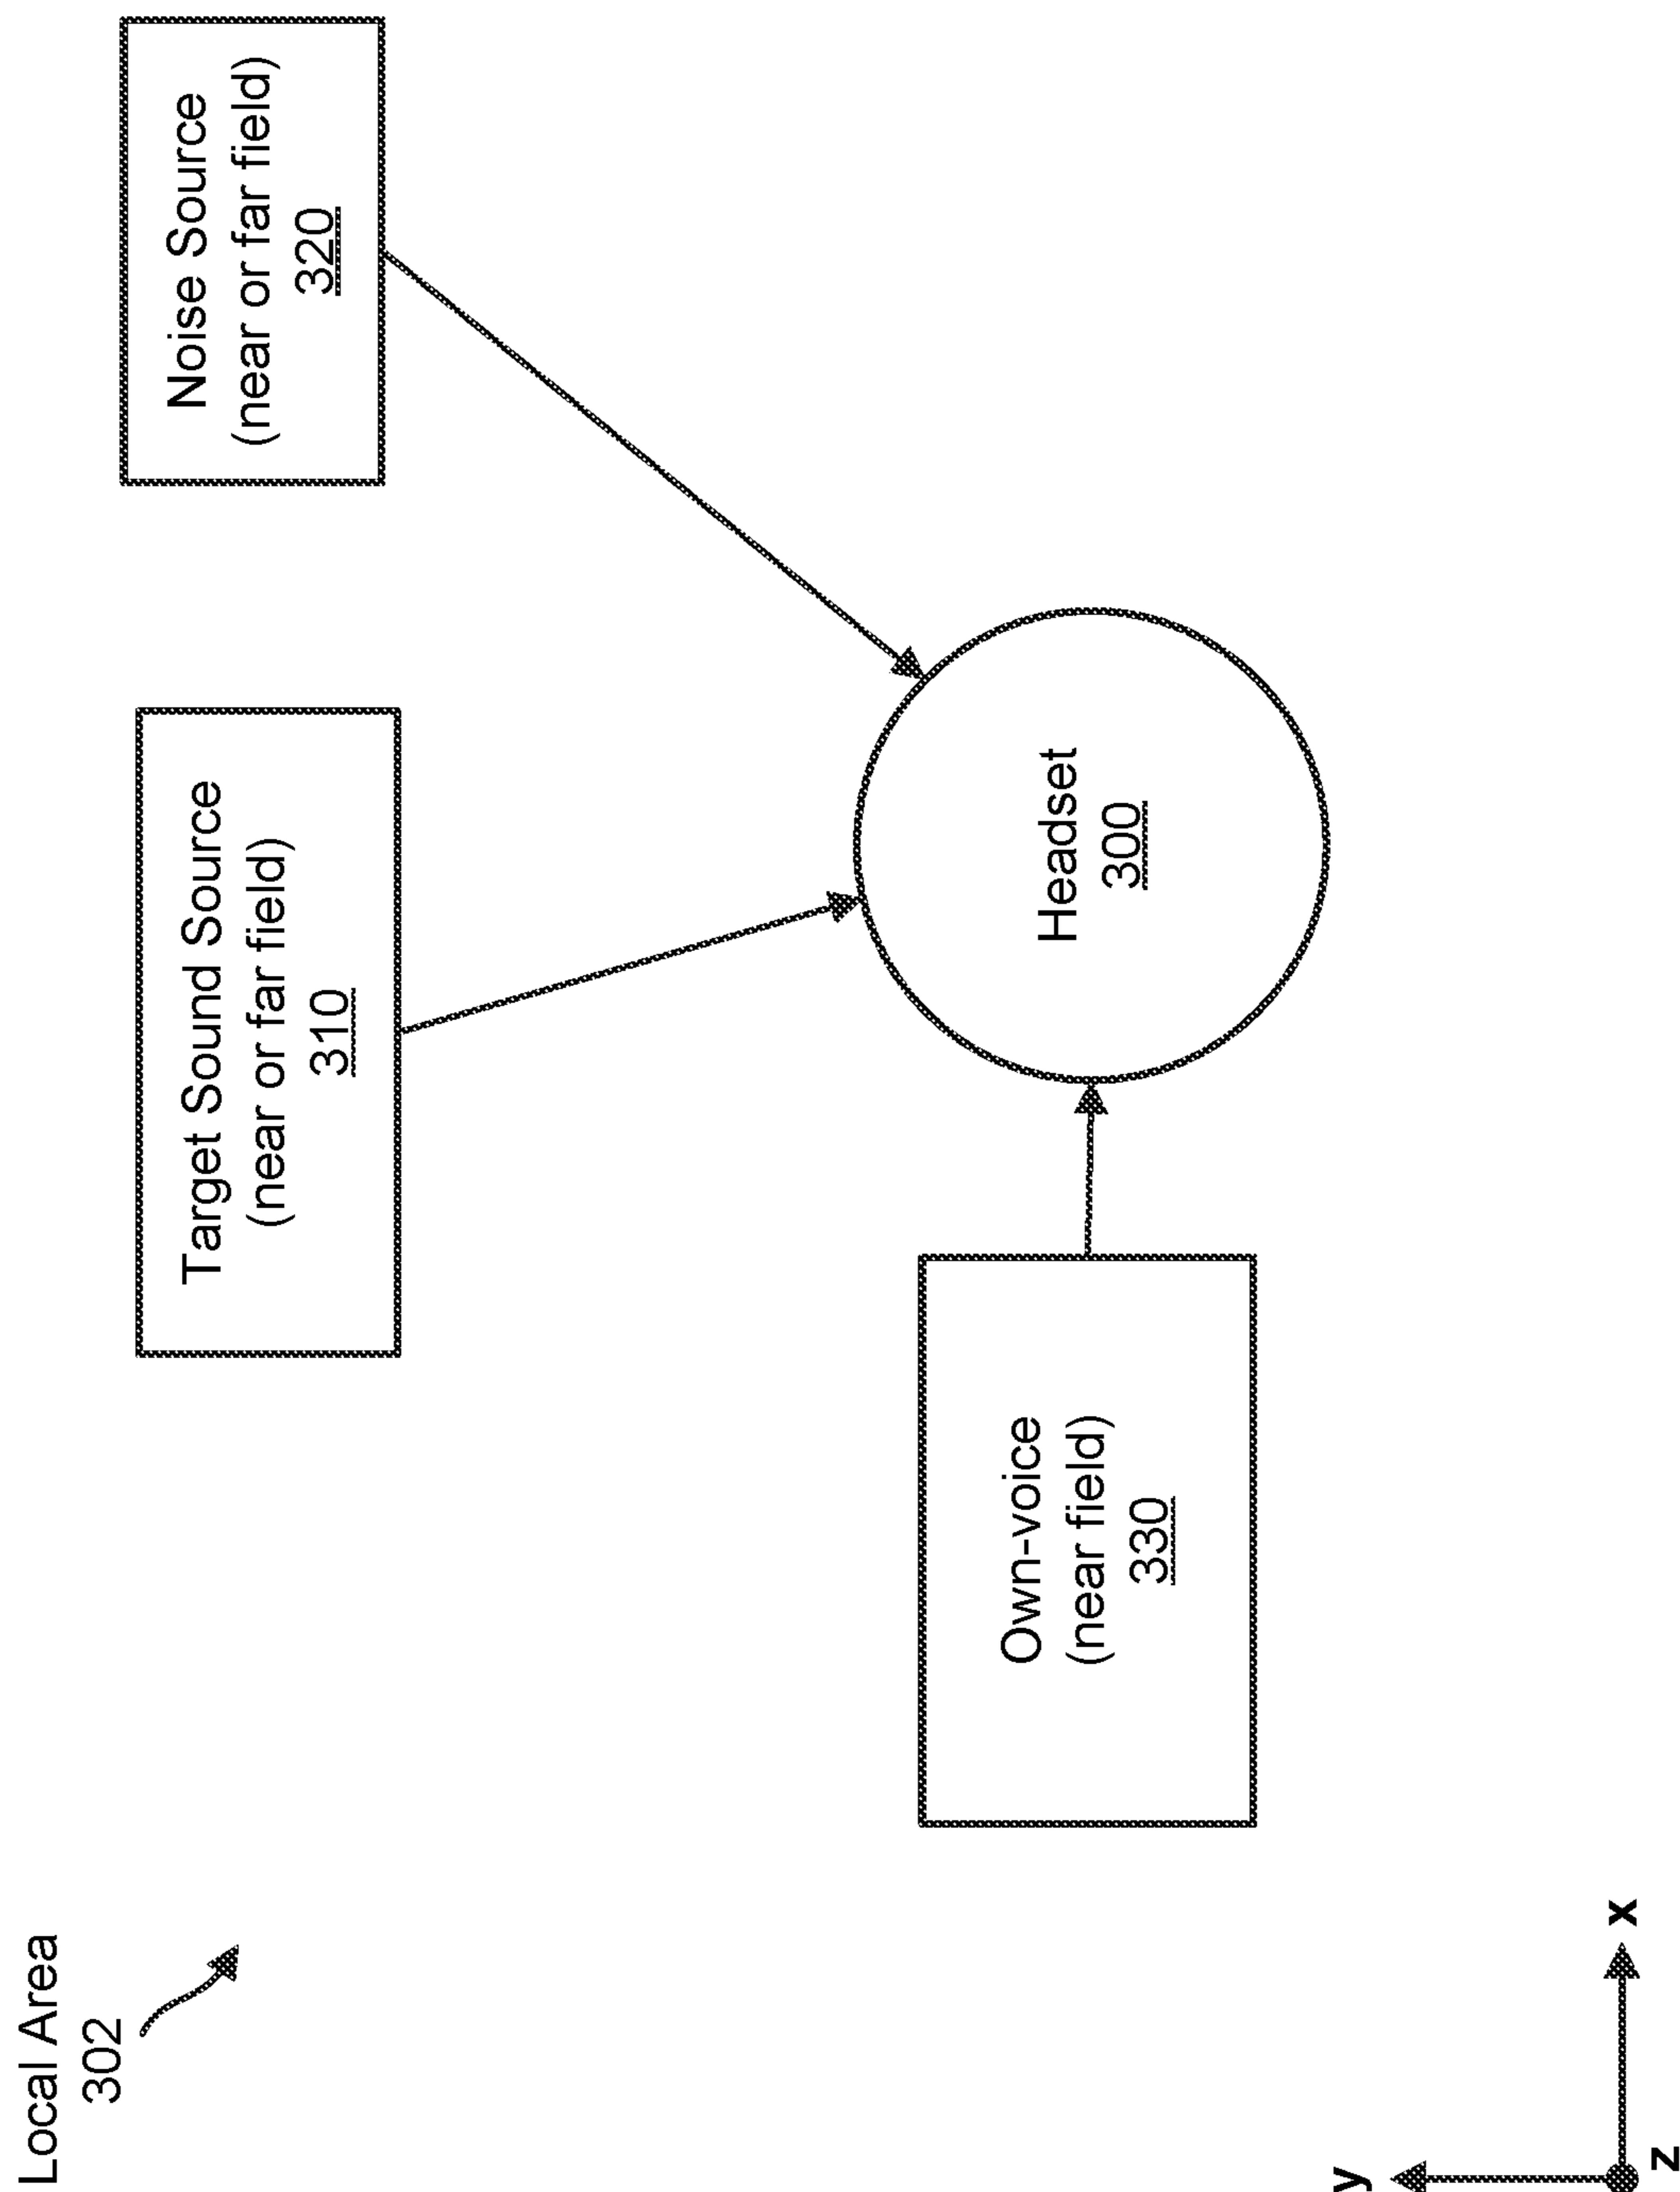 Local Area
302
Target Sound Source
(near or far field)
310
Noise Source
(near or far field)
320
Own-voice
(near field)
330
Headset
300
y
x
z